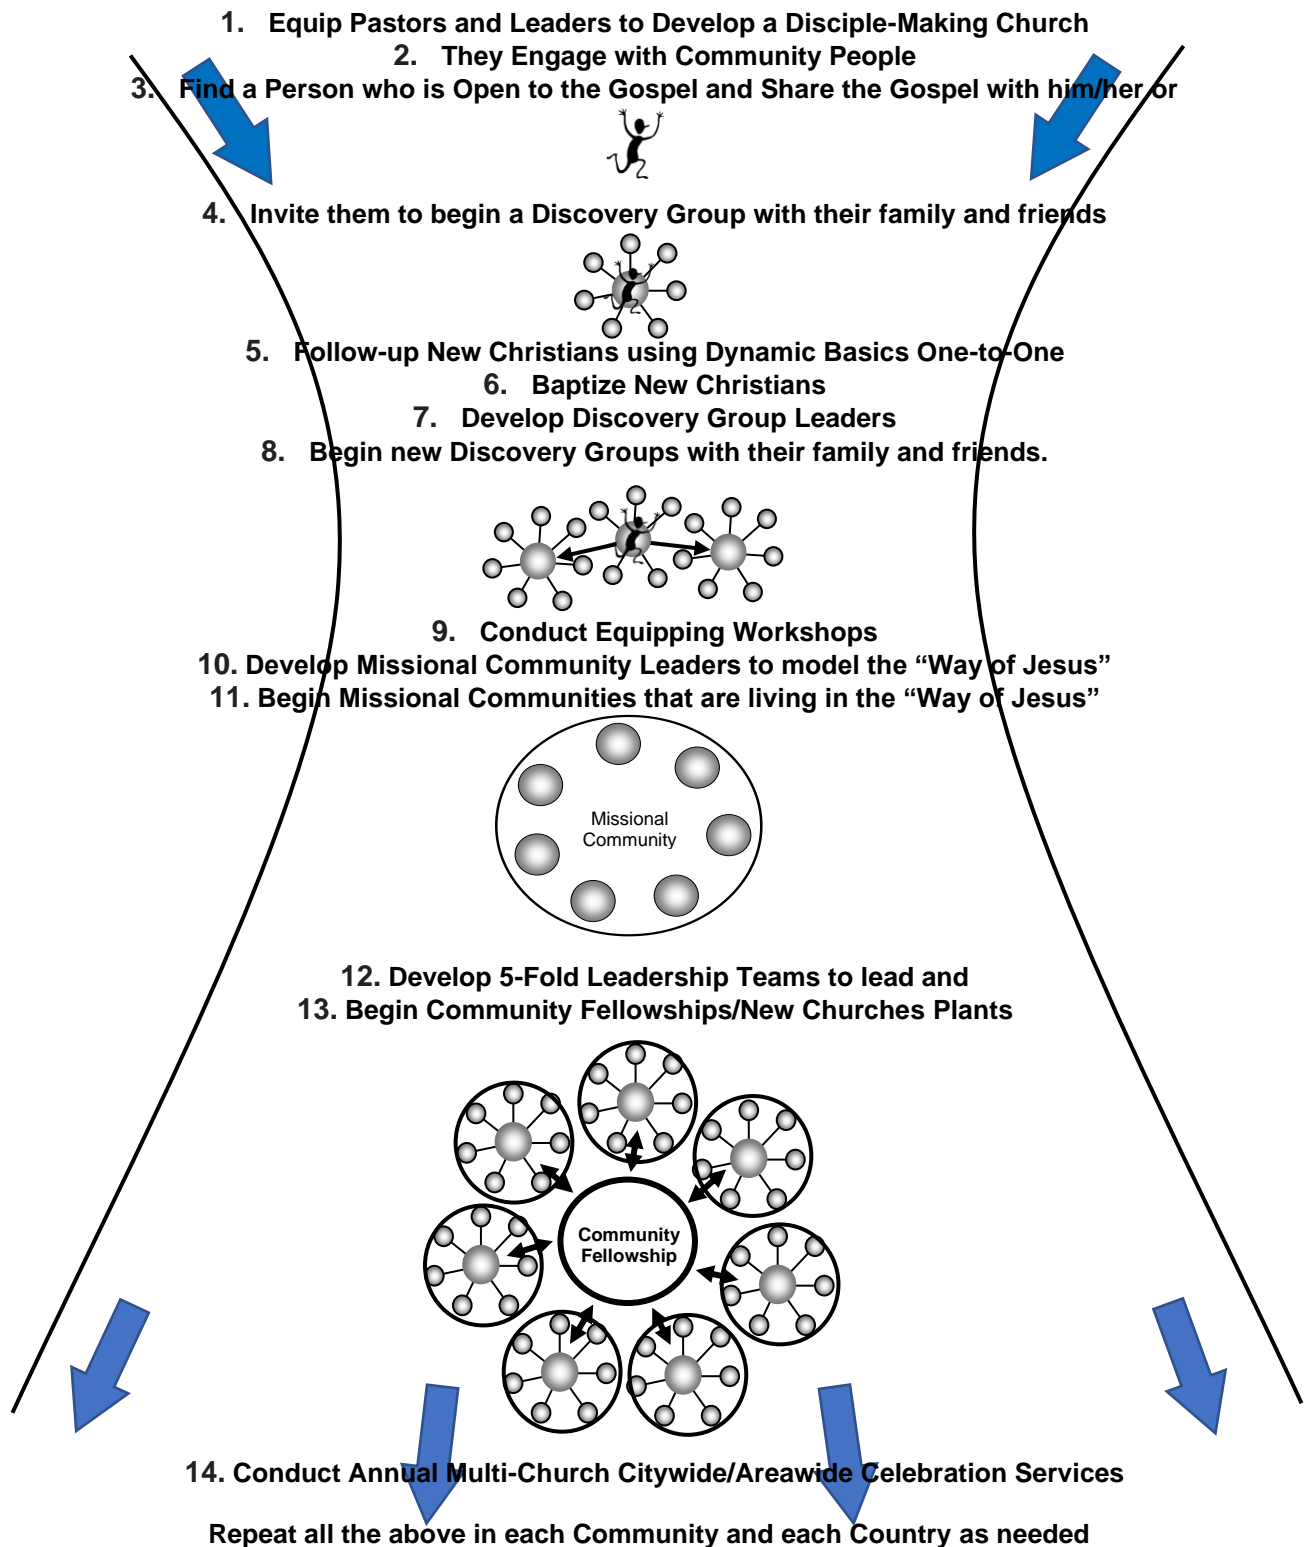 1. Equip Pastors and Leaders to Develop a Disciple-Making Church
2. They Engage with Community People
3. Find a Person who is Open to the Gospel and Share the Gospel with him/her or
4. Invite them to begin a Discovery Group with their family and friends
5. Follow-up New Christians using Dynamic Basics One-to-One
6. Baptize New Christians
7. Develop Discovery Group Leaders
8. Begin new Discovery Groups with their family and friends.
9. Conduct Equipping Workshops
10. Develop Missional Community Leaders to model the “Way of Jesus”
11. Begin Missional Communities that are living in the “Way of Jesus”
Missional
Community
12. Develop 5-Fold Leadership Teams to lead and
13. Begin Community Fellowships/New Churches Plants
Community
Fellowship
14. Conduct Annual Multi-Church Citywide/Areawide Celebration Services
Repeat all the above in each Community and each Country as needed